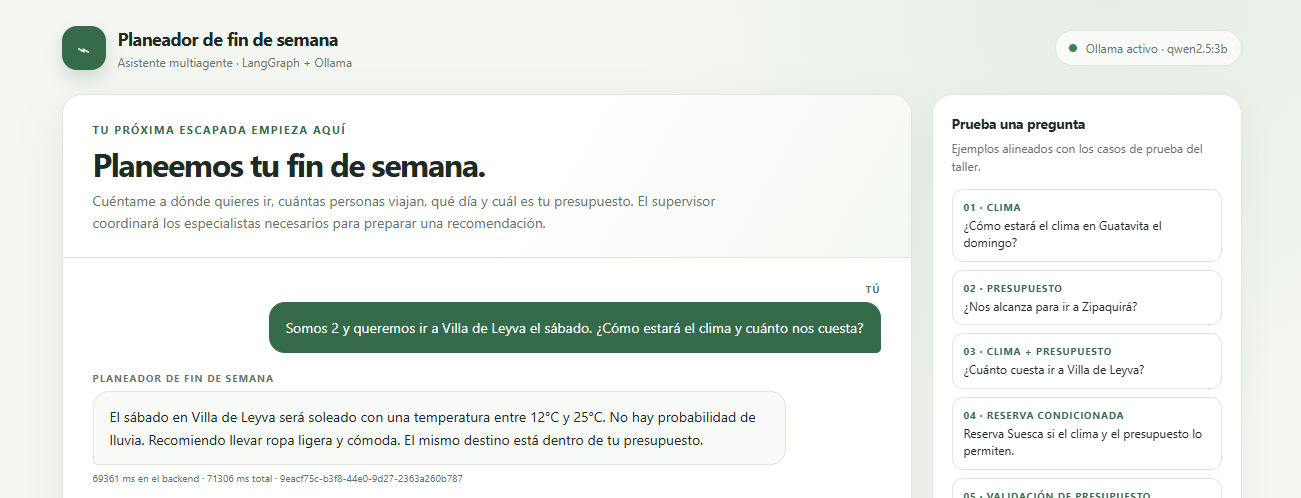 Planeador de fin de semana
Asistente multiagente · LangGraph + Ollama
Ollama activo · qwen2.5:3b
TU PRÓXIMA ESCAPADA EMPIEZA AQUÍ
Planeemos tu fin de semana.
Cuéntame a dónde quieres ir, cuántas personas viajan, qué día y cuál es tu presupuesto. El supervisor
coordinará los especialistas necesarios para preparar una recomendación.
TÚ
Somos 2 y queremos ir a Villa de Leyva el sábado. ¿Cómo estará el clima y cuánto nos cuesta?
PLANEADOR DE FIN DE SEMANA
El sábado en Villa de Leyva será soleado con una temperatura entre 12°C y 25°C. No hay probabilidad de
lluvia. Recomiendo llevar ropa ligera y cómoda. El mismo destino está dentro de tu presupuesto.
69361 ms en el backend · 71306 ms total · 9eacf75c-b3f8-44e0-9d27-2363a260b787
Prueba una pregunta
Ejemplos alineados con los casos de prueba del
taller.
01 · CLIMA
¿Cómo estará el clima en Guatavita el
domingo?
02 · PRESUPUESTO
¿Nos alcanza para ir a Zipaquirá?
03 · CLIMA + PRESUPUESTO
¿Cuánto cuesta ir a Villa de Leyva?
04 · RESERVA CONDICIONADA
Reserva Suesca si el clima y el presupuesto lo
permiten.
05 · VALIDACIÓN DE PRESUPUESTO